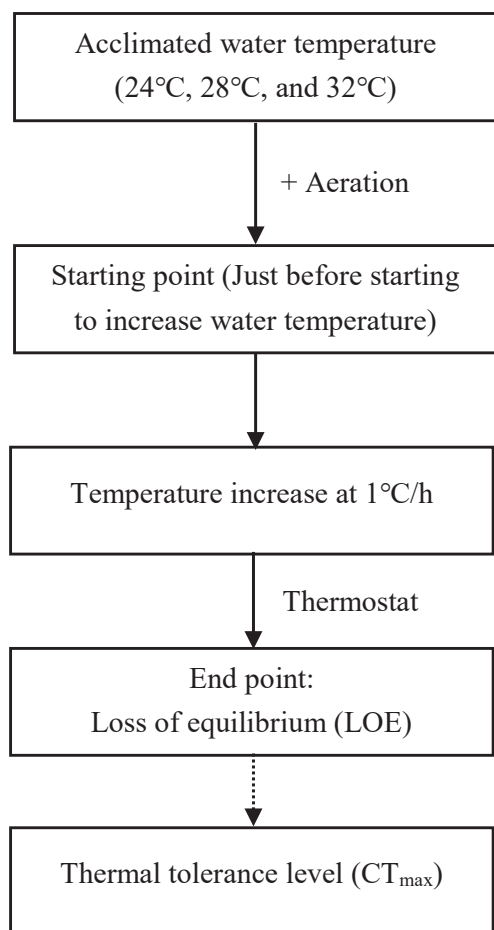 Acclimated water temperature
(24℃, 28℃, and 32℃)
+ Aeration
Starting point (Just before starting
to increase water temperature)
Temperature increase at 1℃/h
Thermostat
End point:
Loss of equilibrium (LOE)
Thermal tolerance level (CTmax)